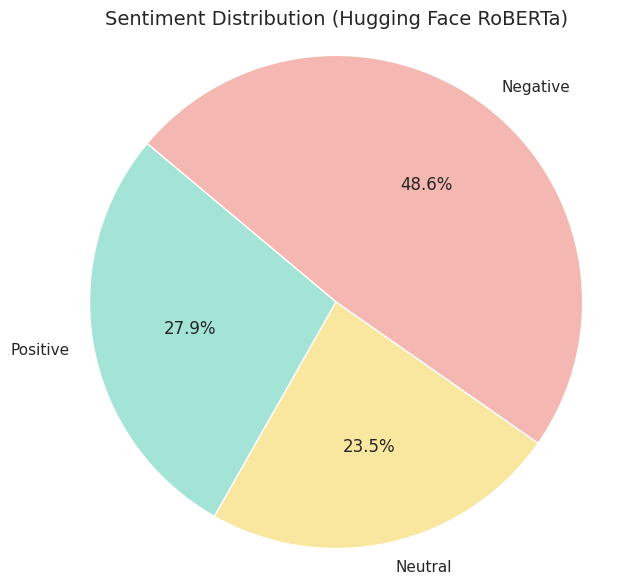 Sentiment Distribution (Hugging Face RoBERTa)
Negative
48.6%
27.9%
Positive
23.5%
Neutral